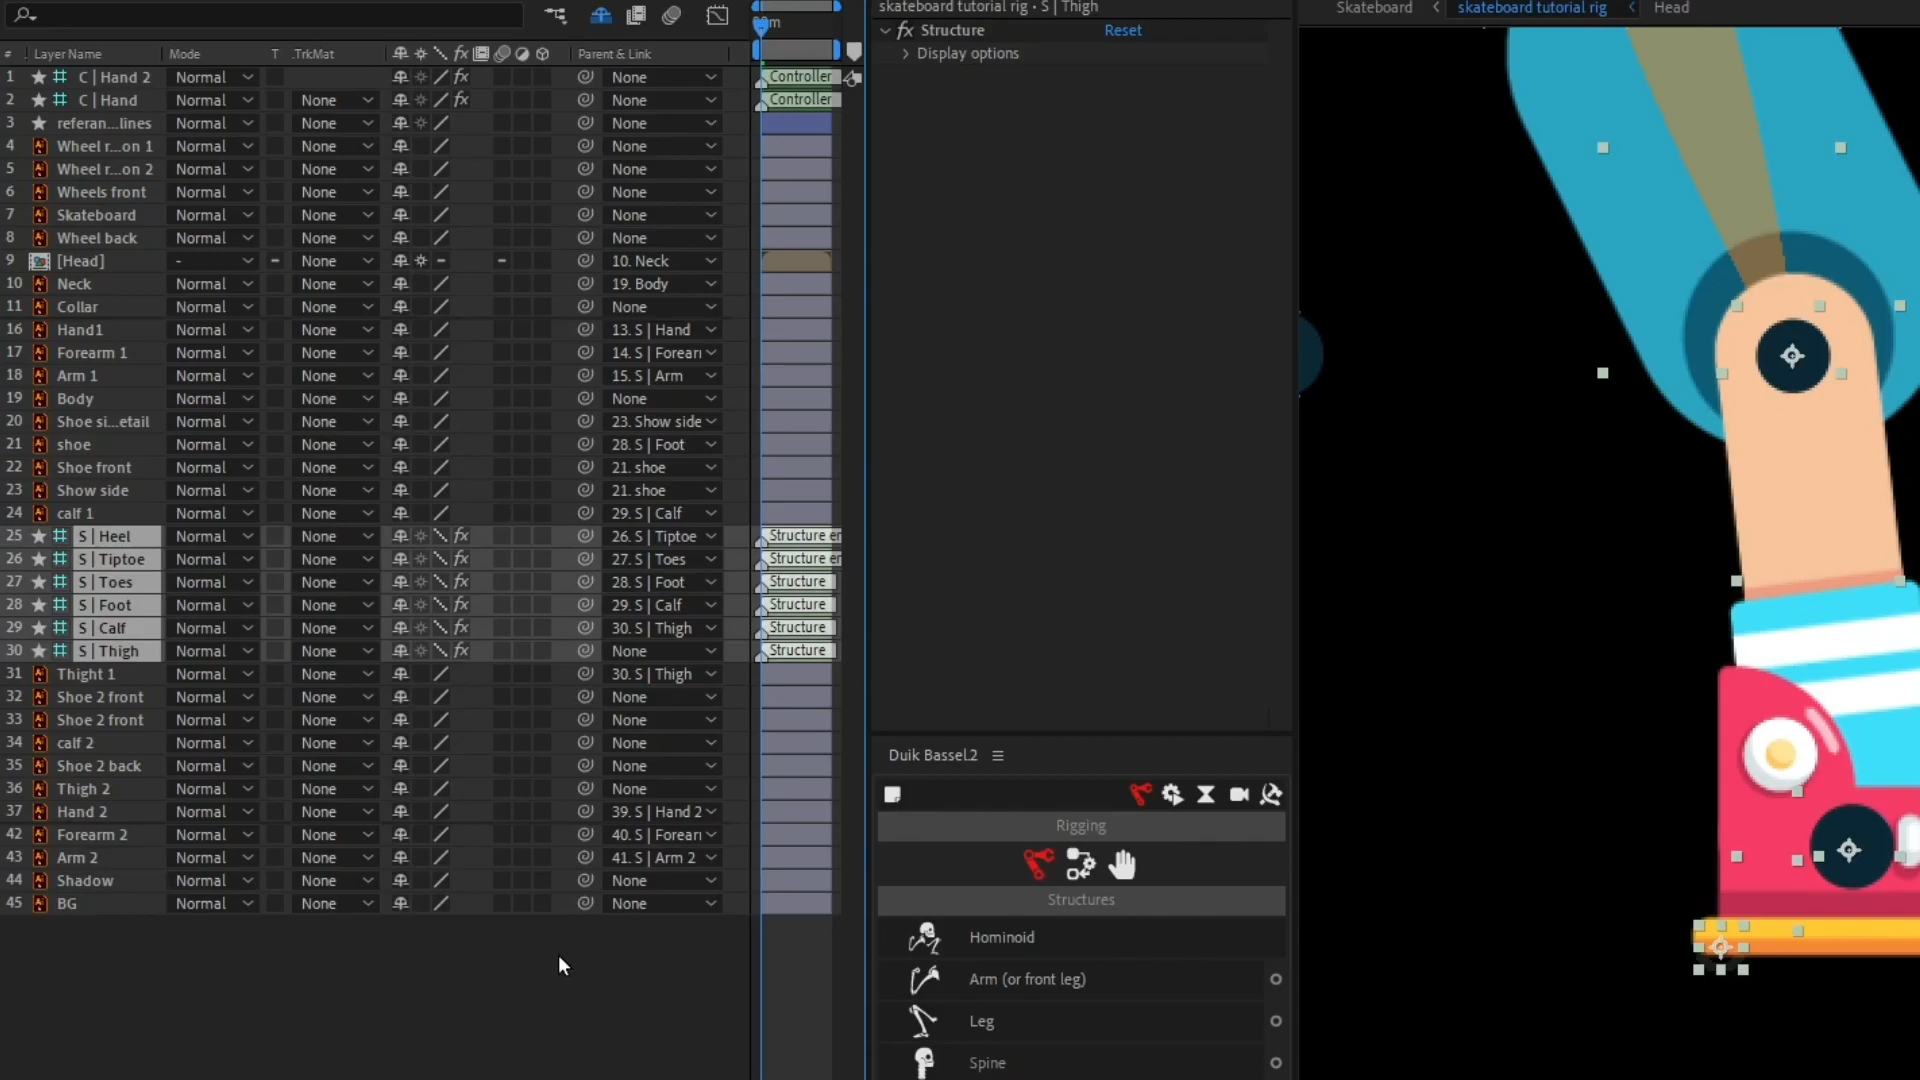 skeateboard tutorial rig • S | Thigh
Skateboard
skateboard tutorial rig
Head
Structure
Reset
Display options
# Layer Name Mode T .TrkMat fx Parent & Link
1 C | Hand 2 Normal fx None Controller
2 C | Hand Normal None fx None Controller
3 referan...lines Normal None None
4 Wheel r...on 1 Normal None None
5 Wheel r...on 2 Normal None None
6 Wheels front Normal None None
7 Skateboard Normal None None
8 Wheel back Normal None None
9 [Head] - None 10. Neck
10 Neck Normal None 19. Body
11 Collar Normal None None
16 Hand1 Normal None 13. S | Hand
17 Forearm 1 Normal None 14. S | Forear
18 Arm 1 Normal None 15. S | Arm
19 Body Normal None None
20 Shoe si...etail Normal None 23. Show side
21 shoe Normal None 28. S | Foot
22 Shoe front Normal None 21. shoe
23 Show side Normal None 21. shoe
24 calf 1 Normal None 29. S | Calf
25 S | Heel Normal None fx 26. S | Tiptoe Structure en
26 S | Tiptoe Normal None fx 27. S | Toes Structure en
27 S | Toes Normal None fx 28. S | Foot Structure
28 S | Foot Normal None fx 29. S | Calf Structure
29 S | Calf Normal None fx 30. S | Thigh Structure
30 S | Thigh Normal None fx None Structure
31 Thight 1 Normal None 30. S | Thigh
32 Shoe 2 front Normal None None
33 Shoe 2 front Normal None None
34 calf 2 Normal None None
35 Shoe 2 back Normal None None
36 Thigh 2 Normal None None
37 Hand 2 Normal None 39. S | Hand 2
42 Forearm 2 Normal None 40. S | Forear
43 Arm 2 Normal None 41. S | Arm 2
44 Shadow Normal None None
45 BG Normal None None
Duik Bassel.2
Rigging
Structures
Hominoid
Arm (or front leg)
Leg
Spine